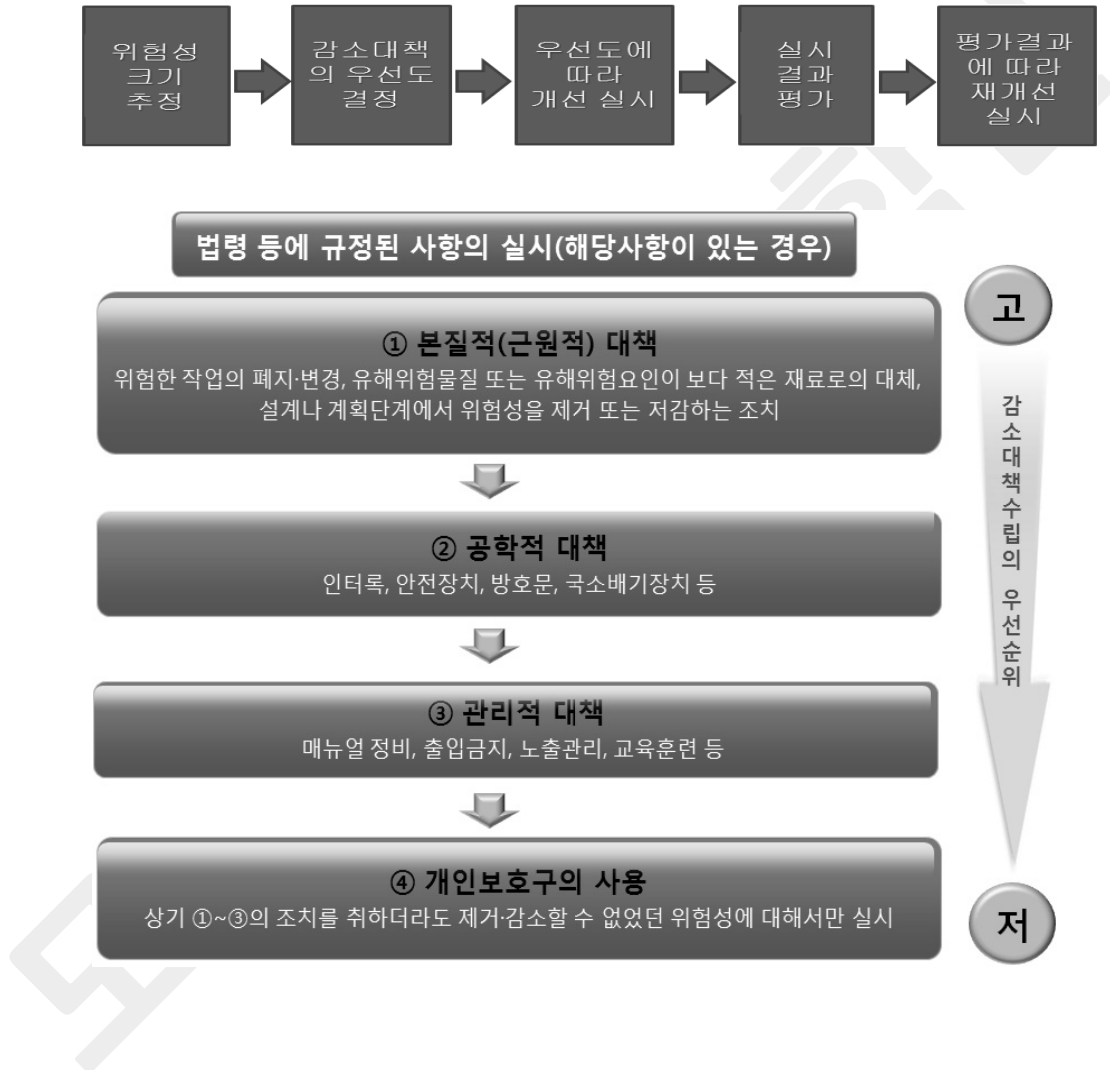 위험성
크기
추정
감소대책
의 우선도
결정
우선도에
따라
개선 실시
실시
결과
평가
평가결과
에 따라
재개선
실시
법령 등에 규정된 사항의 실시(해당사항이 있는 경우)
고
① 본질적(근원적) 대책
위험한 작업의 폐지·변경, 유해위험물질 또는 유해위험요인이 보다 적은 재료로의 대체,
설계나 계획단계에서 위험성을 제거 또는 저감하는 조치
감소대책수립의 우선순위
② 공학적 대책
인터록, 안전장치, 방호문, 국소배기장치 등
③ 관리적 대책
매뉴얼 정비, 출입금지, 노출관리, 교육훈련 등
④ 개인보호구의 사용
상기 ①~③의 조치를 취하더라도 제거·감소할 수 없었던 위험성에 대해서만 실시
저